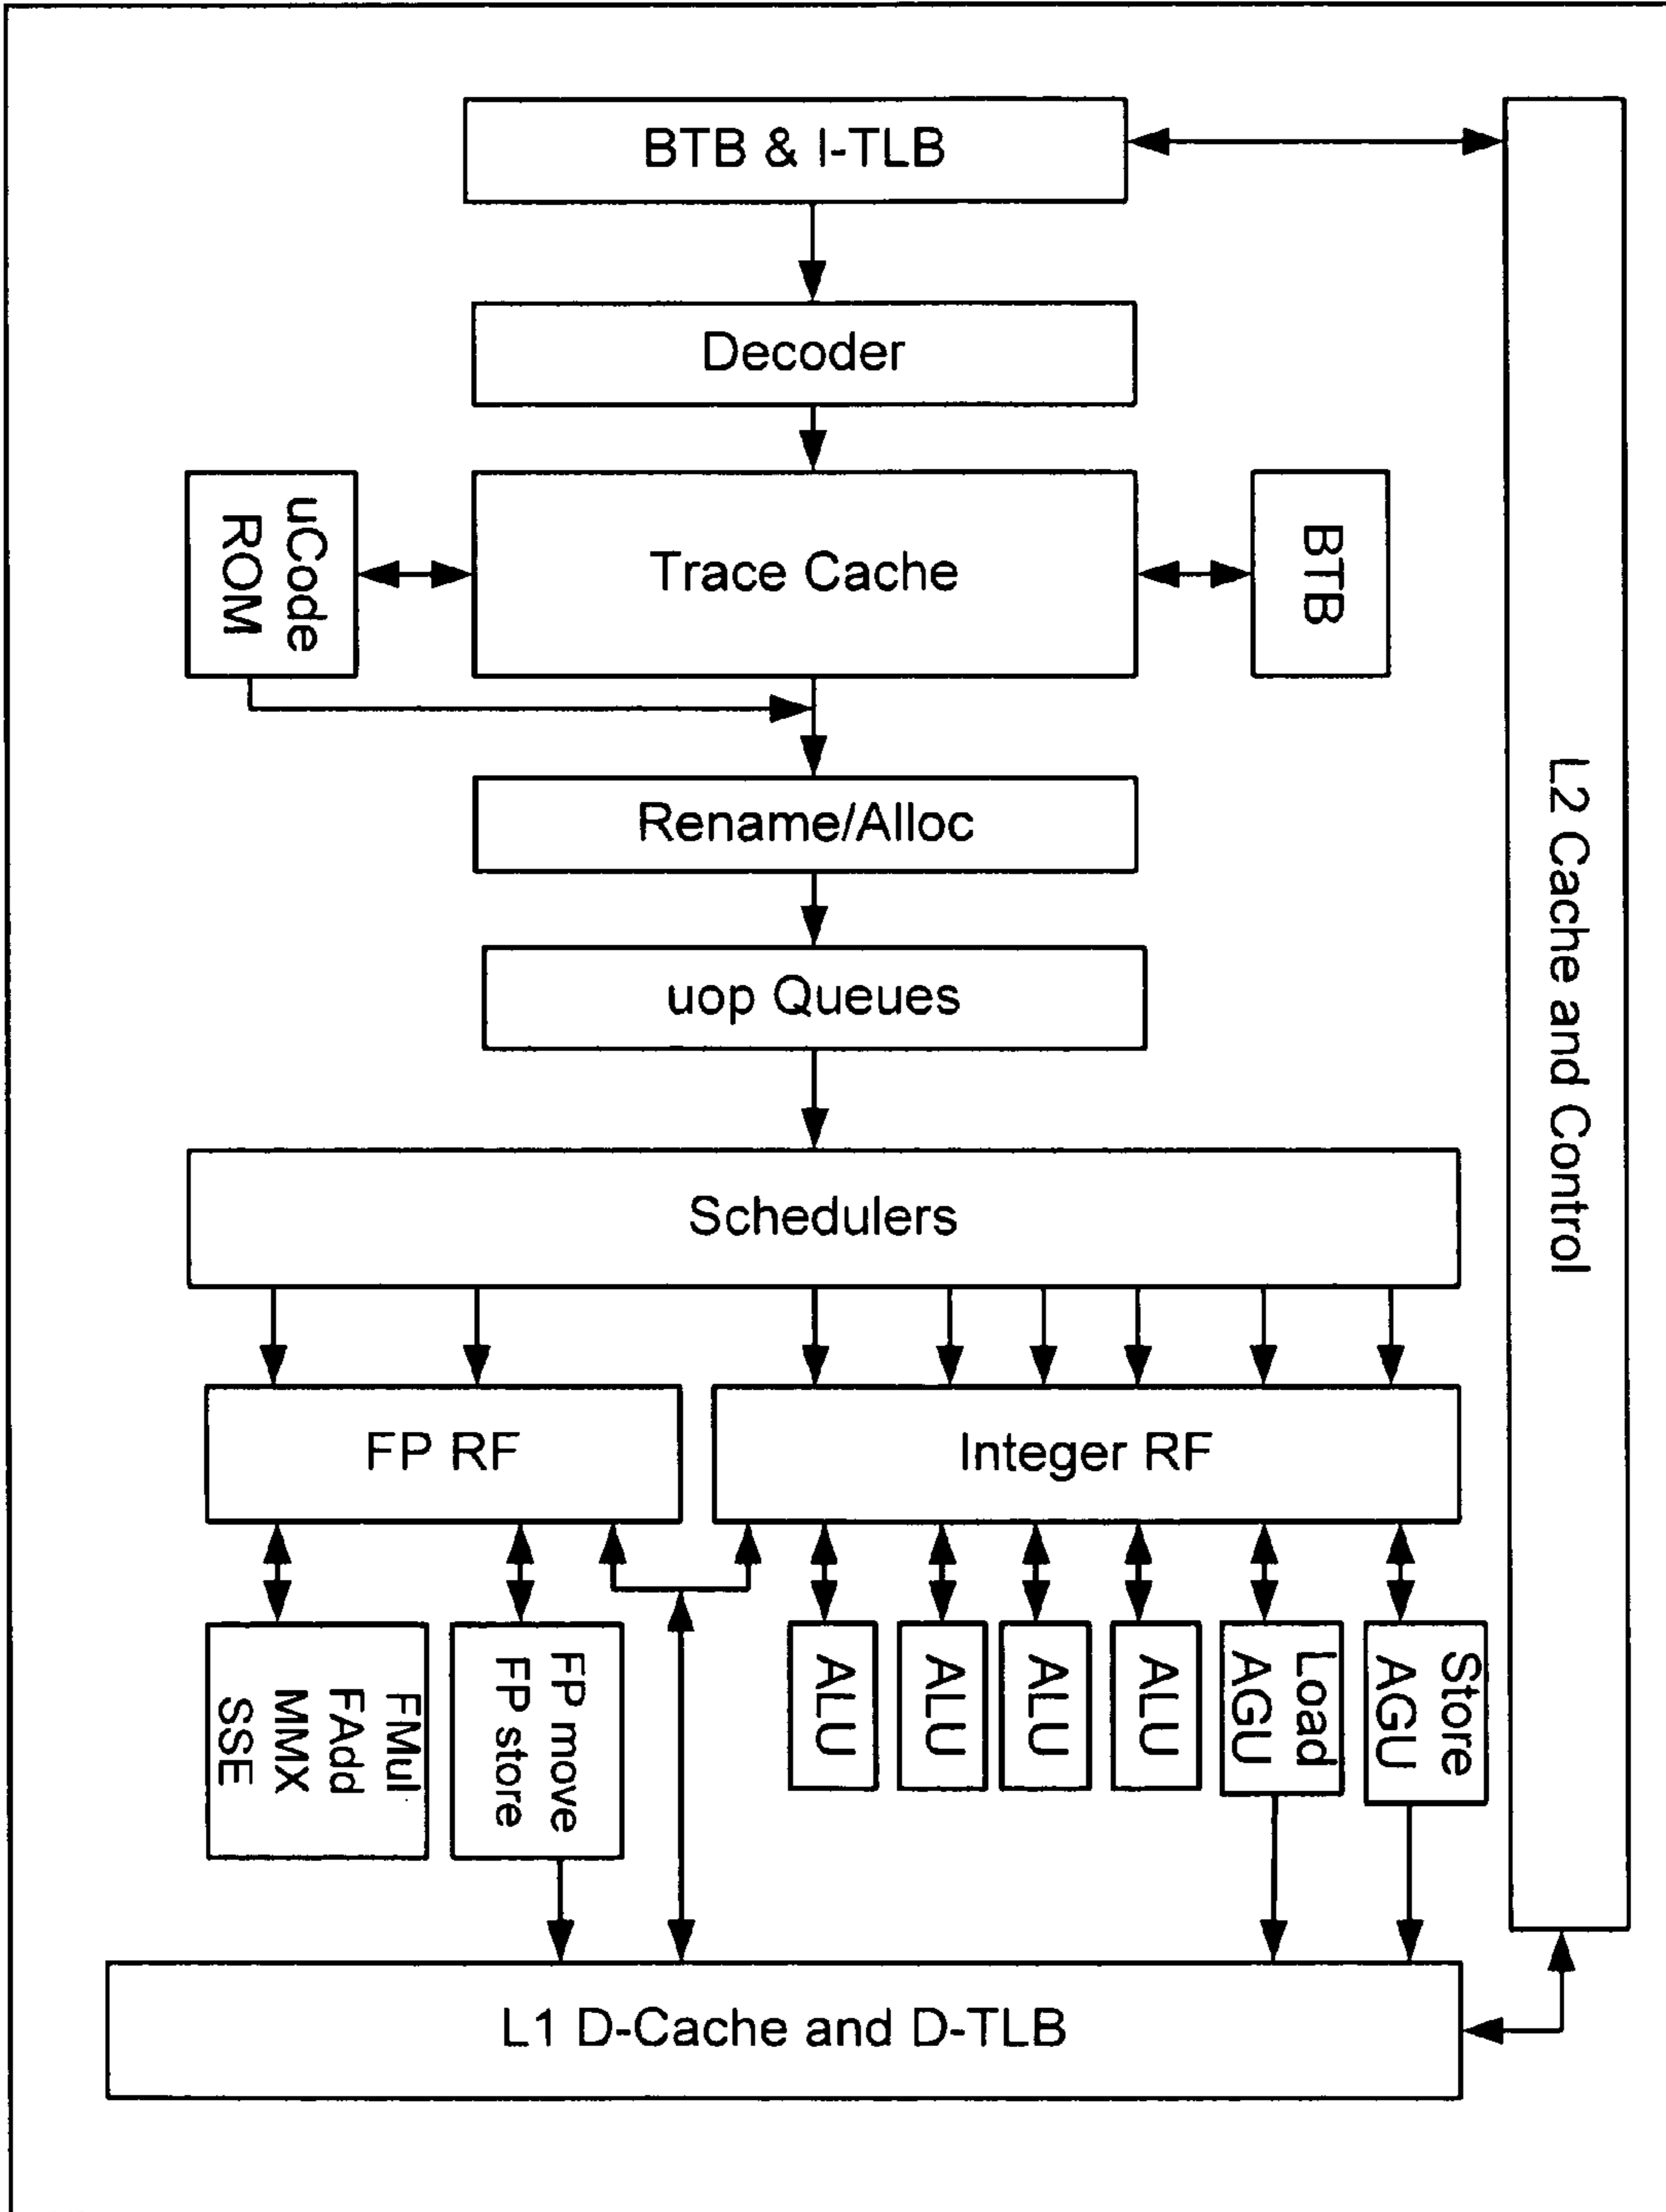 BTB & I-TLB
Decoder
uCode
ROM
Trace Cache
BTB
L2 Cache and Control
Rename/Alloc
uop Queues
Schedulers
FP RF
Integer RF
FMul
FAdd
MMX
SSE
FP move
FP store
ALU
ALU
ALU
ALU
Load
AGU
Store
AGU
L1 D-Cache and D-TLB